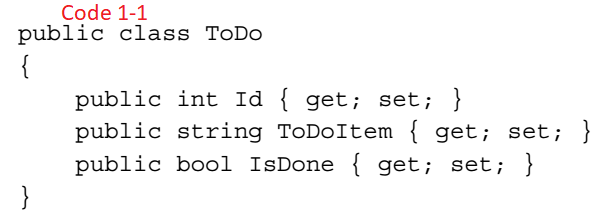 Code 1-1
public class ToDo
{
    public int Id { get; set; }
    public string ToDoItem { get; set; }
    public bool IsDone { get; set; }
}